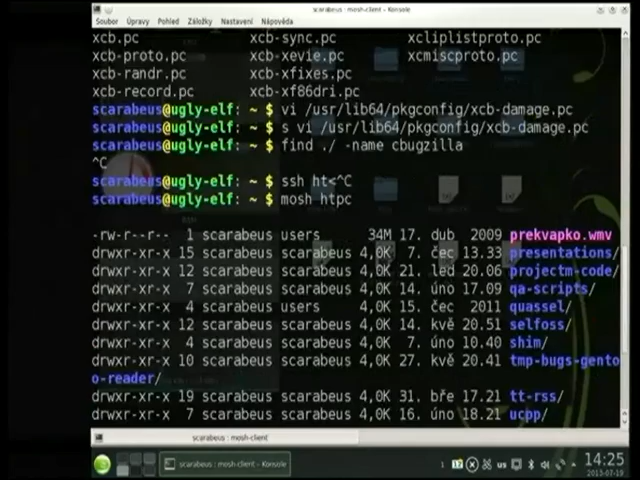 scarabeus : mosh-client - Konsole
Soubor Úpravy Pohled Záložky Nastavení Nápověda
xcb.pc xcb-sync.pc xcliplistproto.pc
xcb-proto.pc xcb-xevie.pc xcmiscproto.pc
xcb-randr.pc xcb-xfixes.pc
xcb-record.pc xcb-xf86dri.pc
scarabeus@ugly-elf: ~ $ vi /usr/lib64/pkgconfig/xcb-damage.pc
scarabeus@ugly-elf: ~ $ s vi /usr/lib64/pkgconfig/xcb-damage.pc
scarabeus@ugly-elf: ~ $ find ./ -name cbugzilla
^C
scarabeus@ugly-elf: ~ $ ssh ht<^C
scarabeus@ugly-elf: ~ $ mosh htpc
-rw-r--r-- 1 scarabeus users 34M 17. dub 2009 prekvapko.wmv
drwxr-xr-x 15 scarabeus scarabeus 4,0K 7. čec 13.33 presentations/
drwxr-xr-x 12 scarabeus scarabeus 4,0K 21. led 20.06 projectm-code/
drwxr-xr-x 7 scarabeus scarabeus 4,0K 14. úno 17.09 qa-scripts/
drwxr-xr-x 4 scarabeus users 4,0K 15. čec 2011 quassel/
drwxr-xr-x 12 scarabeus scarabeus 4,0K 14. kvě 20.51 selfoss/
drwxr-xr-x 4 scarabeus scarabeus 4,0K 7. úno 10.40 shim/
drwxr-xr-x 10 scarabeus scarabeus 4,0K 27. kvě 20.41 tmp-bugs-gento
o-reader/
drwxr-xr-x 19 scarabeus scarabeus 4,0K 31. bře 17.21 tt-rss/
drwxr-xr-x 7 scarabeus scarabeus 4,0K 16. úno 18.21 ucpp/
scarabeus : mosh-client
scarabeus : mosh-client - Konsole
1 us 14:25
2013-07-19